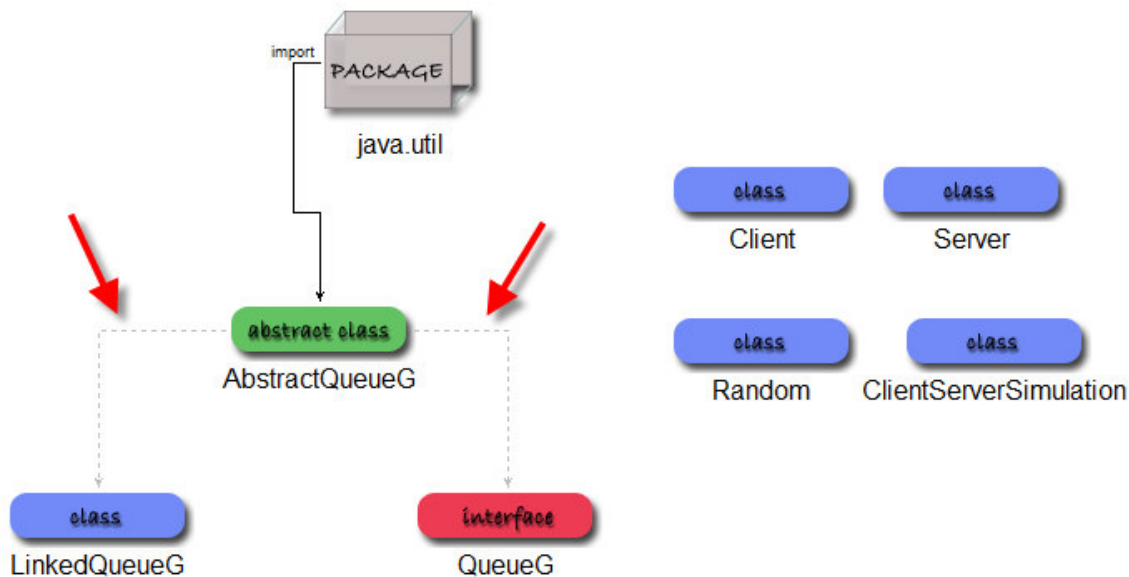 import
PACKAGE
java.util
class
class
Client
Server
abstract class
AbstractQueueG
class
class
Random
ClientServerSimulation
class
interface
LinkedQueueG
QueueG